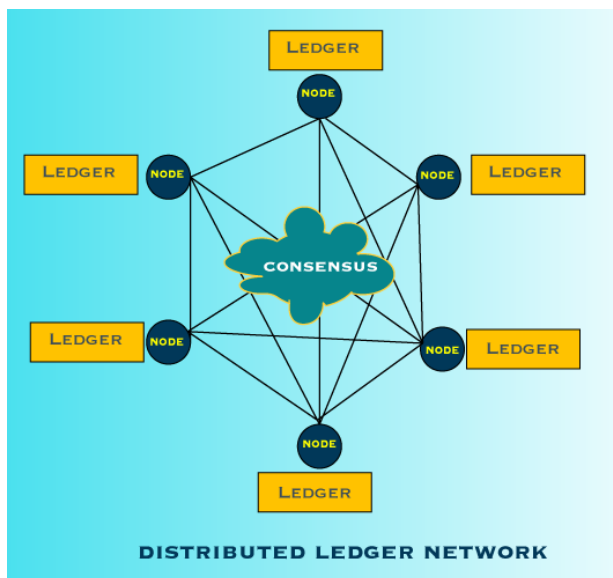 LEDGER
NODE
LEDGER
NODE
NODE
LEDGER
CONSENSUS
LEDGER
NODE
NODE
LEDGER
NODE
LEDGER
DISTRIBUTED LEDGER NETWORK